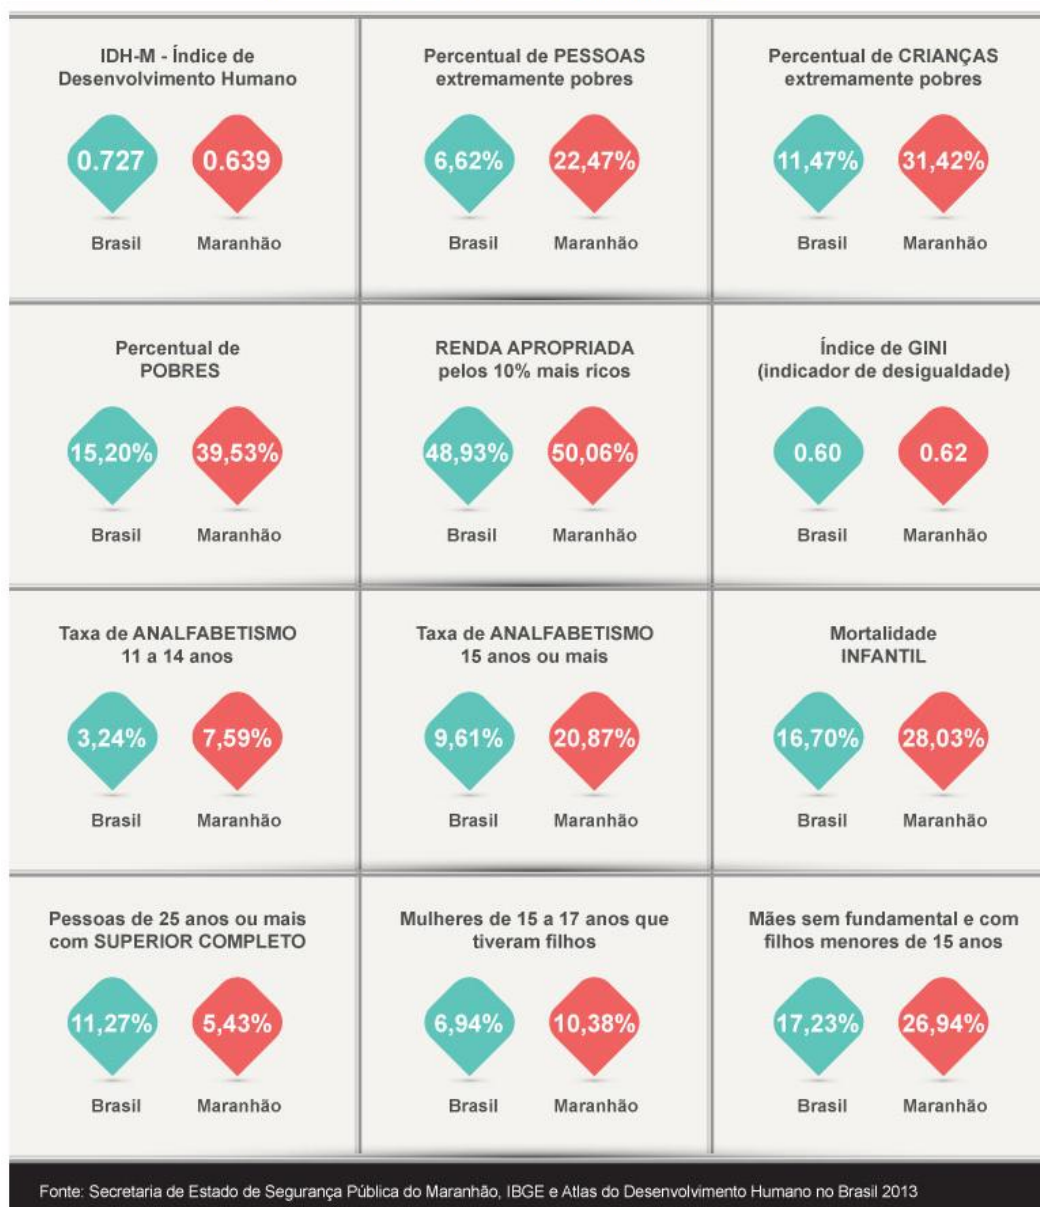 IDH-M - Índice de
Desenvolvimento Humano
0.727
0.639
Brasil
Maranhão
Percentual de PESSOAS
extremamente pobres
6,62%
22,47%
Brasil
Maranhão
Percentual de CRIANÇAS
extremamente pobres
11,47%
31,42%
Brasil
Maranhão
Percentual de
POBRES
15,20%
39,53%
Brasil
Maranhão
RENDA APROPRIADA
pelos 10% mais ricos
48,93%
50,06%
Brasil
Maranhão
Índice de GINI
(indicador de desigualdade)
0.60
0.62
Brasil
Maranhão
Taxa de ANALFABETISMO
11 a 14 anos
3,24%
7,59%
Brasil
Maranhão
Taxa de ANALFABETISMO
15 anos ou mais
9,61%
20,87%
Brasil
Maranhão
Mortalidade
INFANTIL
16,70%
28,03%
Brasil
Maranhão
Pessoas de 25 anos ou mais
com SUPERIOR COMPLETO
11,27%
5,43%
Brasil
Maranhão
Mulheres de 15 a 17 anos que
tiveram filhos
6,94%
10,38%
Brasil
Maranhão
Mães sem fundamental e com
filhos menores de 15 anos
17,23%
26,94%
Brasil
Maranhão
Fonte: Secretaria de Estado de Segurança Pública do Maranhão, IBGE e Atlas do Desenvolvimento Humano no Brasil 2013